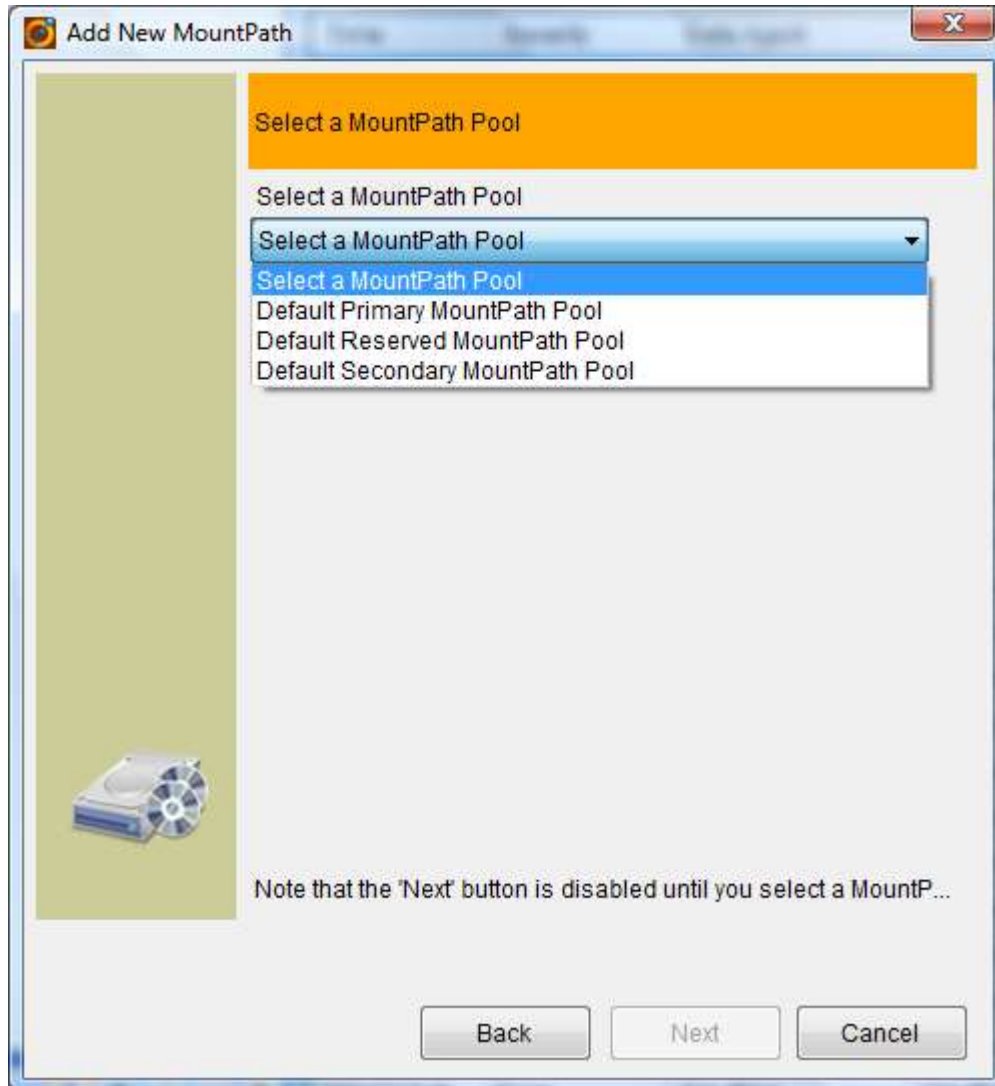 Add New MountPath
Select a MountPath Pool
Select a MountPath Pool
Select a MountPath Pool
Select a MountPath Pool
Default Primary MountPath Pool
Default Reserved MountPath Pool
Default Secondary MountPath Pool
Note that the 'Next' button is disabled until you select a MountP...
Back Next Cancel